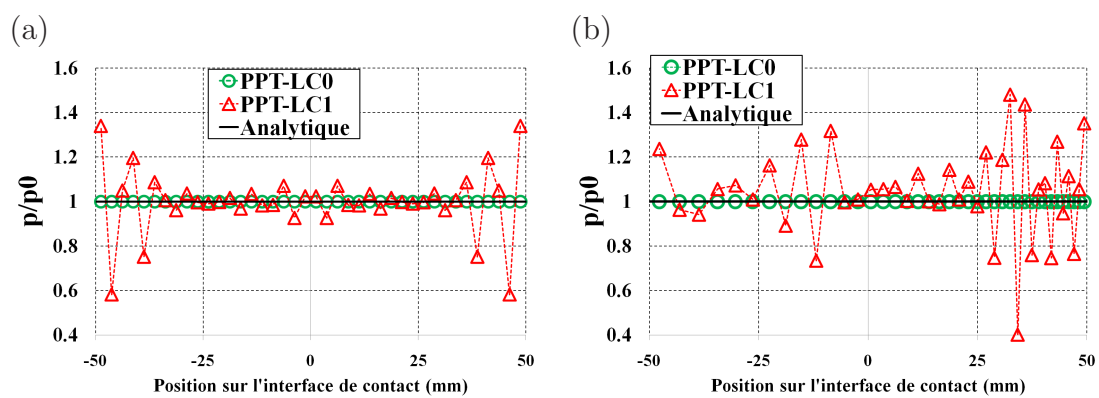 (a)
PPT-LC0
PPT-LC1
Analytique
p/p0
1.6
1.4
1.2
1
0.8
0.6
0.4
-50
-25
0
25
50
Position sur l'interface de contact (mm)
(b)
PPT-LC0
PPT-LC1
Analytique
p/p0
1.6
1.4
1.2
1
0.8
0.6
0.4
-50
-25
0
25
50
Position sur l'interface de contact (mm)